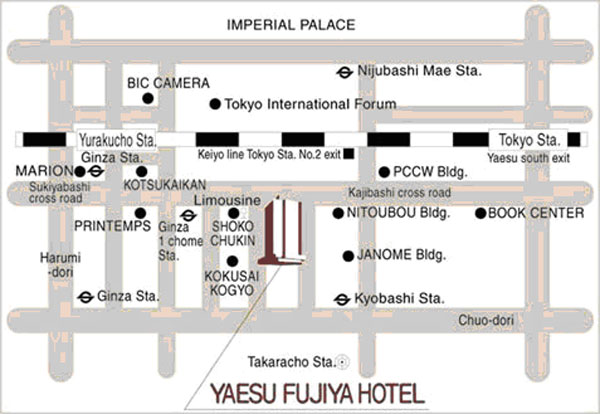 IMPERIAL PALACE
Nijubashi Mae Sta.
BIC CAMERA
Tokyo International Forum
Yurakucho Sta.
Tokyo Sta.
Ginza Sta.
Keiyo line Tokyo Sta. No.2 exit
Yaesu south exit
MARION
PCCW Bldg.
Sukiyabashi
cross road
KOTSUKAIKAN
Kajibashi cross road
Limousine
PRINTEMPS
Ginza
1 chome
Sta.
SHOKO
CHUKIN
NITOUBOU Bldg.
BOOK CENTER
Harumi
-dori
KOKUSAI
KOGYO
JANOME Bldg.
Ginza Sta.
Kyobashi Sta.
Chuo-dori
Takaracho Sta.
YAESU FUJIYA HOTEL